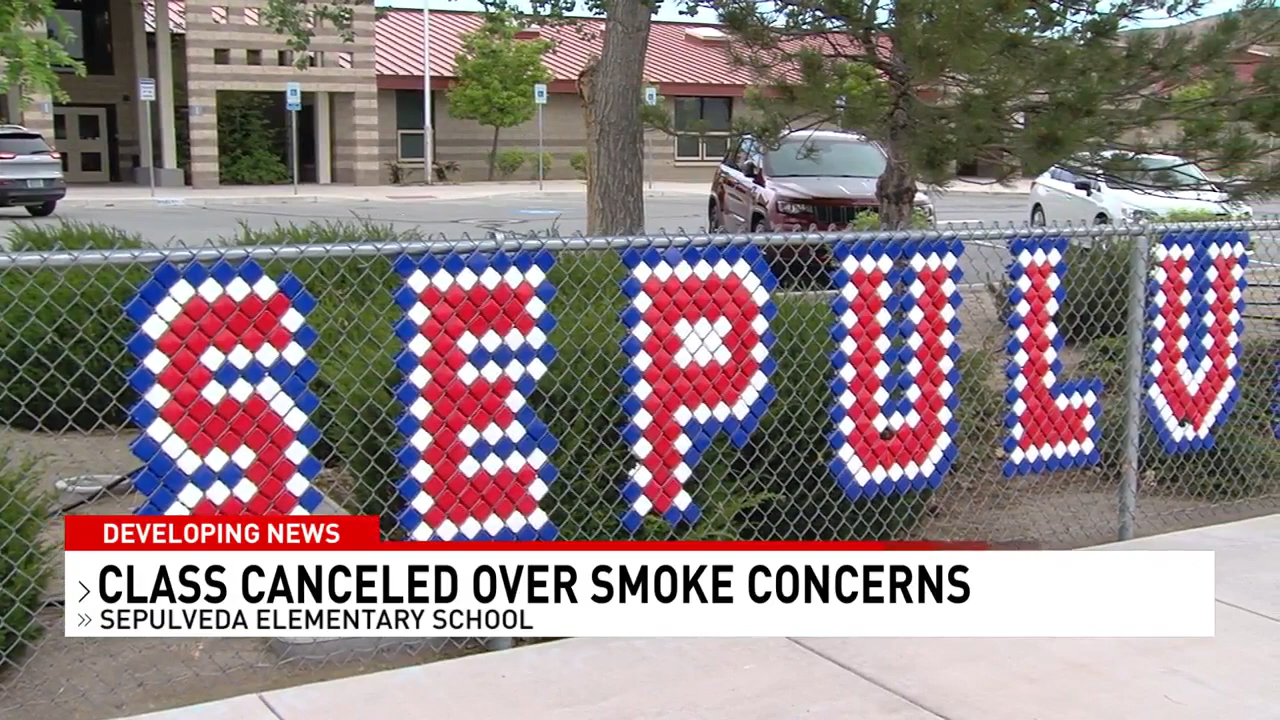 SEPULV
DEVELOPING NEWS
CLASS CANCELED OVER SMOKE CONCERNS
SEPULVEDA ELEMENTARY SCHOOL